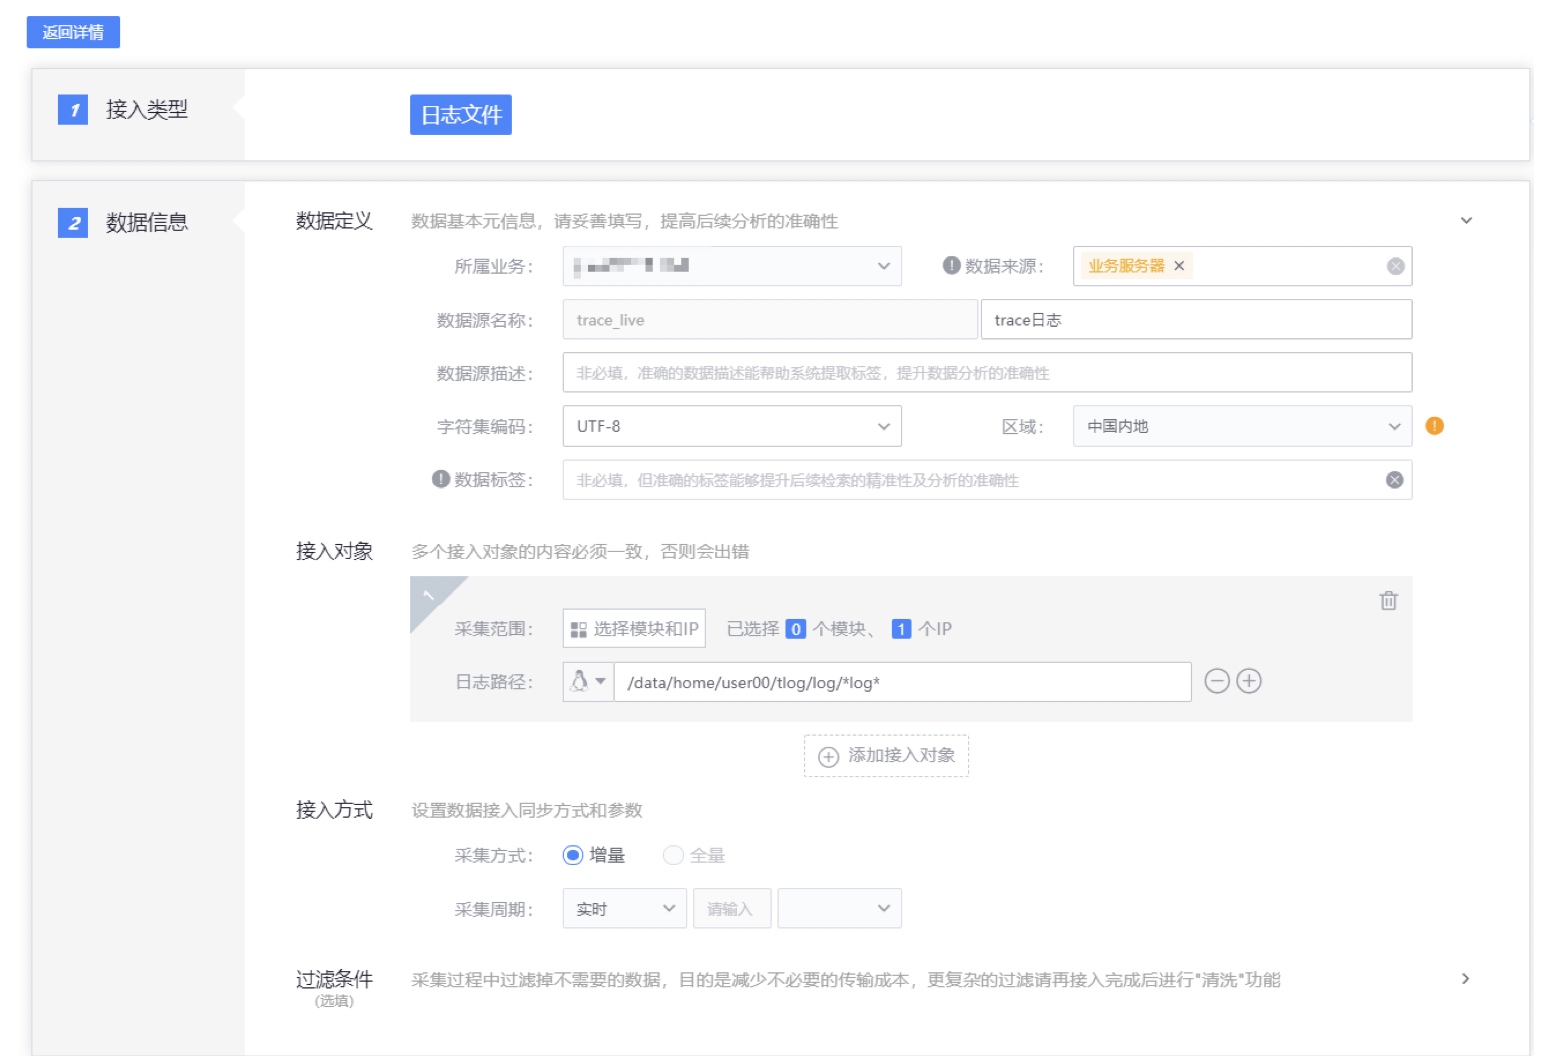 返回详情
1 接入类型
日志文件
2 数据信息
数据定义 数据基本元信息，请妥善填写，提高后续分析的准确性
所属业务： 数据来源： 业务服务器 ×
数据源名称： trace_live trace日志
数据源描述： 非必填，准确的数据描述能帮助系统提取标签，提升数据分析的准确性
字符集编码： UTF-8 区域： 中国内地
数据标签： 非必填，但准确的标签能够提升后续检索的精准性及分析的准确性
接入对象 多个接入对象的内容必须一致，否则会出错
1
采集范围： 选择模块和IP 已选择 0 个模块、 1 个IP
日志路径： /data/home/user00/tlog/log/*log*
添加接入对象
接入方式 设置数据接入同步方式和参数
采集方式： 增量 全量
采集周期： 实时 请输入
过滤条件 采集过程中过滤掉不需要的数据，目的是减少不必要的传输成本，更复杂的过滤请再接入完成后进行"清洗"功能
(选填)